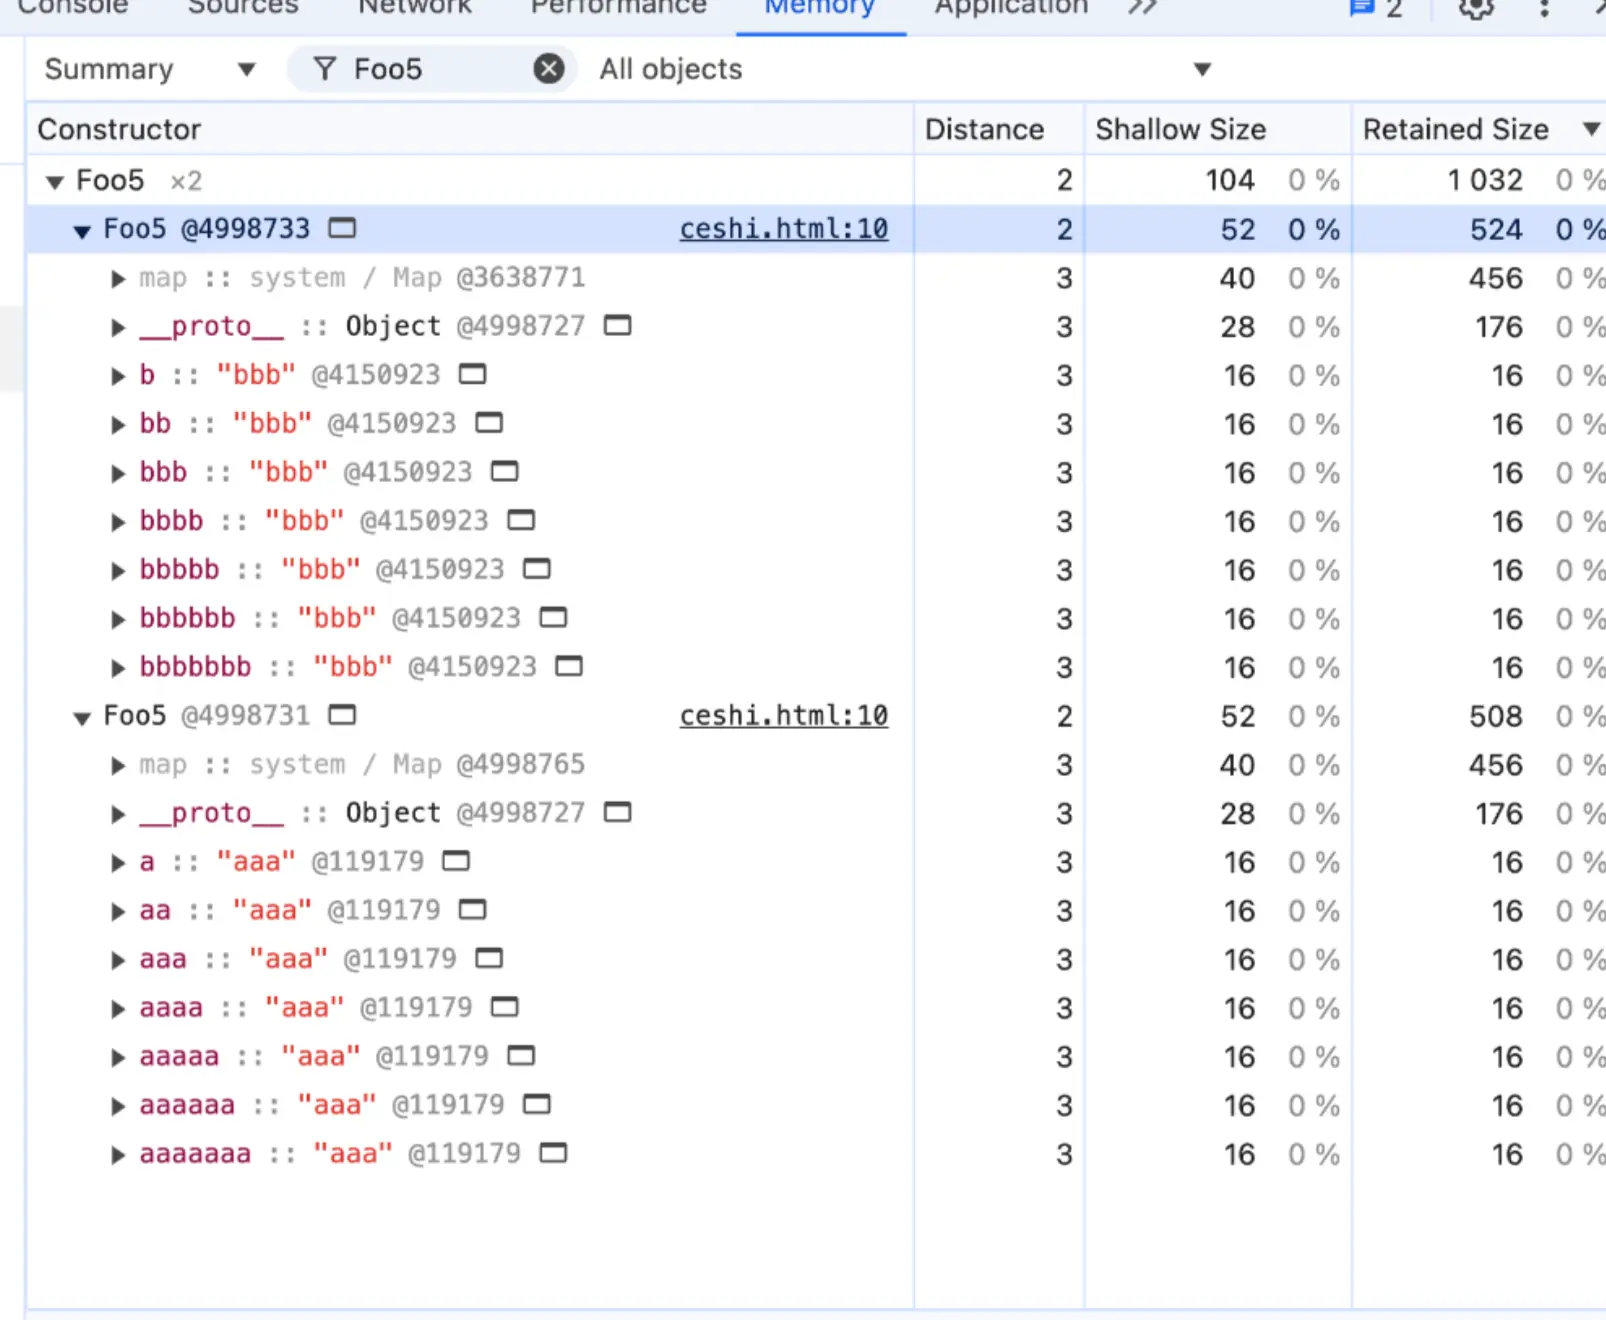 Console Sources Network Performance Memory Application 2
Summary Foo5 All objects
Constructor Distance Shallow Size Retained Size
Foo5 ×2 2 104 0 % 1 032 0 %
Foo5 @4998733 ceshi.html:10 2 52 0 % 524 0 %
map :: system / Map @3638771 3 40 0 % 456 0 %
__proto__ :: Object @4998727 3 28 0 % 176 0 %
b :: "bbb" @4150923 3 16 0 % 16 0 %
bb :: "bbb" @4150923 3 16 0 % 16 0 %
bbb :: "bbb" @4150923 3 16 0 % 16 0 %
bbbb :: "bbb" @4150923 3 16 0 % 16 0 %
bbbbb :: "bbb" @4150923 3 16 0 % 16 0 %
bbbbbb :: "bbb" @4150923 3 16 0 % 16 0 %
bbbbbbb :: "bbb" @4150923 3 16 0 % 16 0 %
Foo5 @4998731 ceshi.html:10 2 52 0 % 508 0 %
map :: system / Map @4998765 3 40 0 % 456 0 %
__proto__ :: Object @4998727 3 28 0 % 176 0 %
a :: "aaa" @119179 3 16 0 % 16 0 %
aa :: "aaa" @119179 3 16 0 % 16 0 %
aaa :: "aaa" @119179 3 16 0 % 16 0 %
aaaa :: "aaa" @119179 3 16 0 % 16 0 %
aaaaa :: "aaa" @119179 3 16 0 % 16 0 %
aaaaaa :: "aaa" @119179 3 16 0 % 16 0 %
aaaaaaa :: "aaa" @119179 3 16 0 % 16 0 %